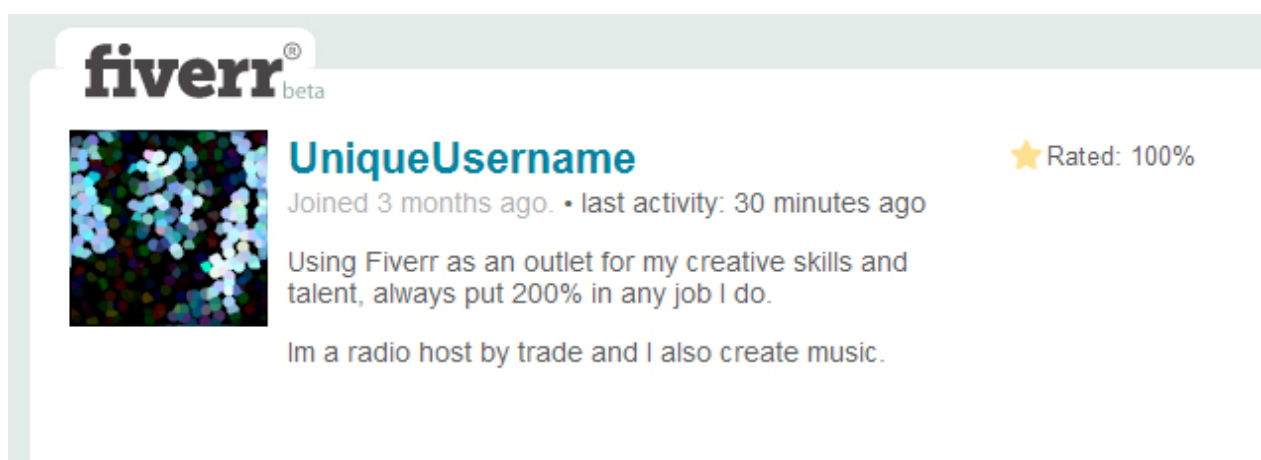 fiverr® beta
UniqueUsername
Rated: 100%
Joined 3 months ago. • last activity: 30 minutes ago
Using Fiverr as an outlet for my creative skills and
talent, always put 200% in any job I do.
Im a radio host by trade and I also create music.